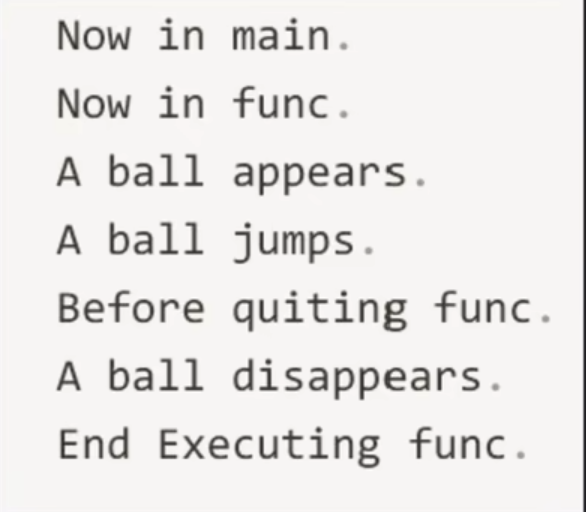 Now in main.
Now in func.
A ball appears.
A ball jumps.
Before quiting func.
A ball disappears.
End Executing func.